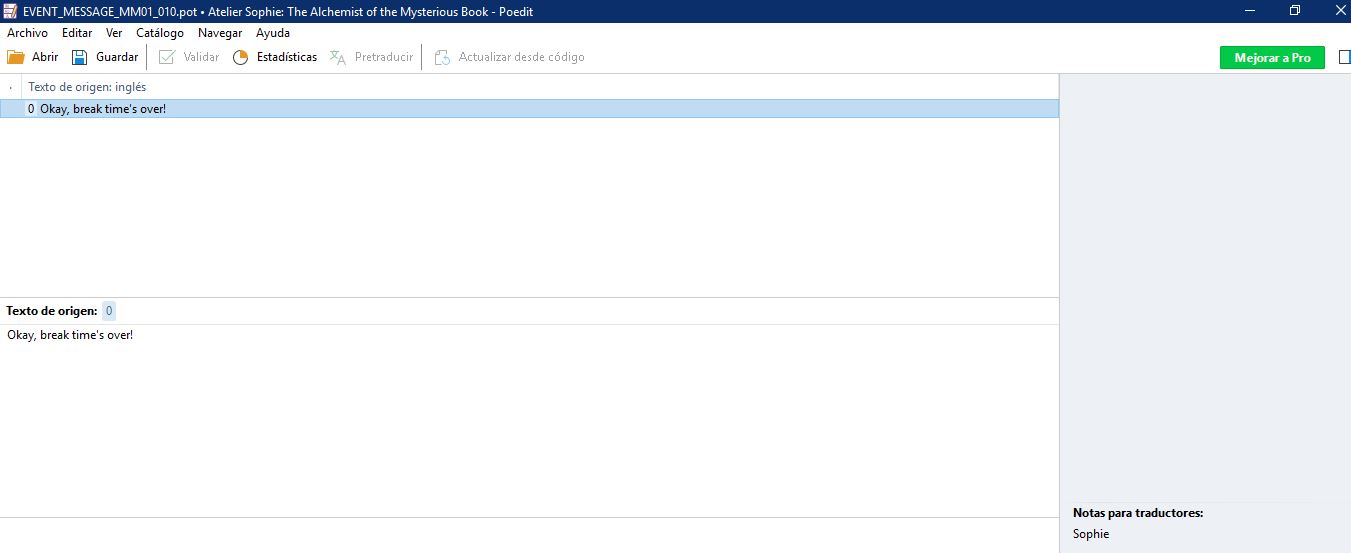 EVENT_MESSAGE_MM01_010.pot • Atelier Sophie: The Alchemist of the Mysterious Book - Poedit
Archivo Editar Ver Catálogo Navegar Ayuda
Abrir Guardar Validar Estadísticas Pretraducir Actualizar desde código Mejorar a Pro
Texto de origen: inglés
0 Okay, break time's over!
Texto de origen: 0
Okay, break time's over!
Notas para traductores:
Sophie